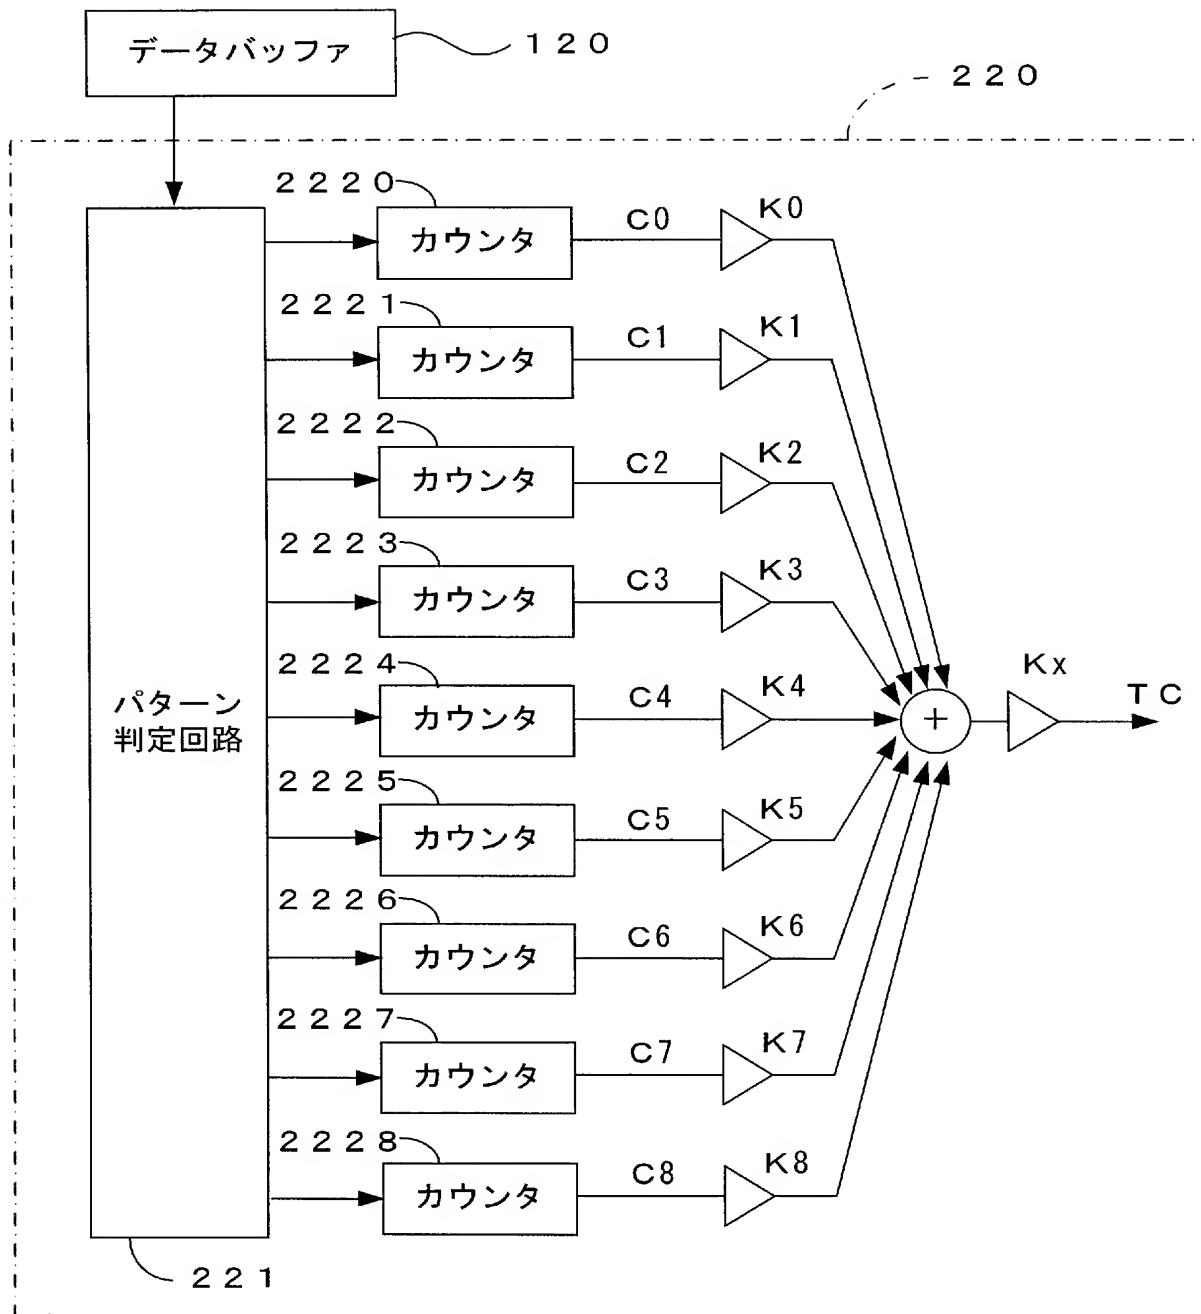 データバッファ
120
220
2220
カウンタ
C0
K0
2221
カウンタ
C1
K1
2222
カウンタ
C2
K2
2223
カウンタ
C3
K3
2224
カウンタ
C4
K4
2225
カウンタ
C5
K5
2226
カウンタ
C6
K6
2227
カウンタ
C7
K7
2228
カウンタ
C8
K8
パターン
判定回路
221
+
Kx
TC